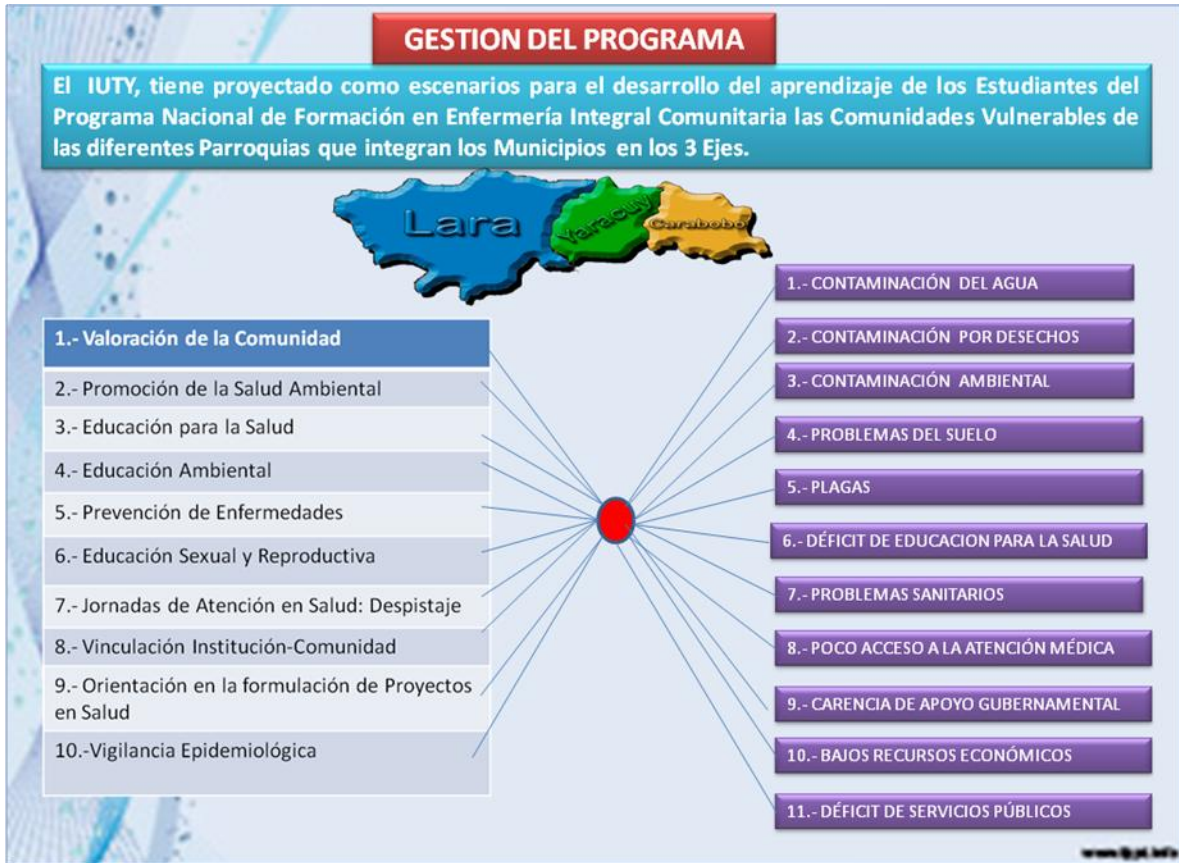 GESTION DEL PROGRAMA
El IUTY, tiene proyectado como escenarios para el desarrollo del aprendizaje de los Estudiantes del
Programa Nacional de Formación en Enfermería Integral Comunitaria las Comunidades Vulnerables de
las diferentes Parroquias que integran los Municipios en los 3 Ejes.
Lara
Yaracuy
Carabobo
1.- Valoración de la Comunidad
2.- Promoción de la Salud Ambiental
3.- Educación para la Salud
4.- Educación Ambiental
5.- Prevención de Enfermedades
6.- Educación Sexual y Reproductiva
7.- Jornadas de Atención en Salud: Despistaje
8.- Vinculación Institución-Comunidad
9.- Orientación en la formulación de Proyectos
en Salud
10.-Vigilancia Epidemiológica
1.- CONTAMINACIÓN DEL AGUA
2.- CONTAMINACIÓN POR DESECHOS
3.- CONTAMINACIÓN AMBIENTAL
4.- PROBLEMAS DEL SUELO
5.- PLAGAS
6.- DÉFICIT DE EDUCACION PARA LA SALUD
7.- PROBLEMAS SANITARIOS
8.- POCO ACCESO A LA ATENCIÓN MÉDICA
9.- CARENCIA DE APOYO GUBERNAMENTAL
10.- BAJOS RECURSOS ECONÓMICOS
11.- DÉFICIT DE SERVICIOS PÚBLICOS